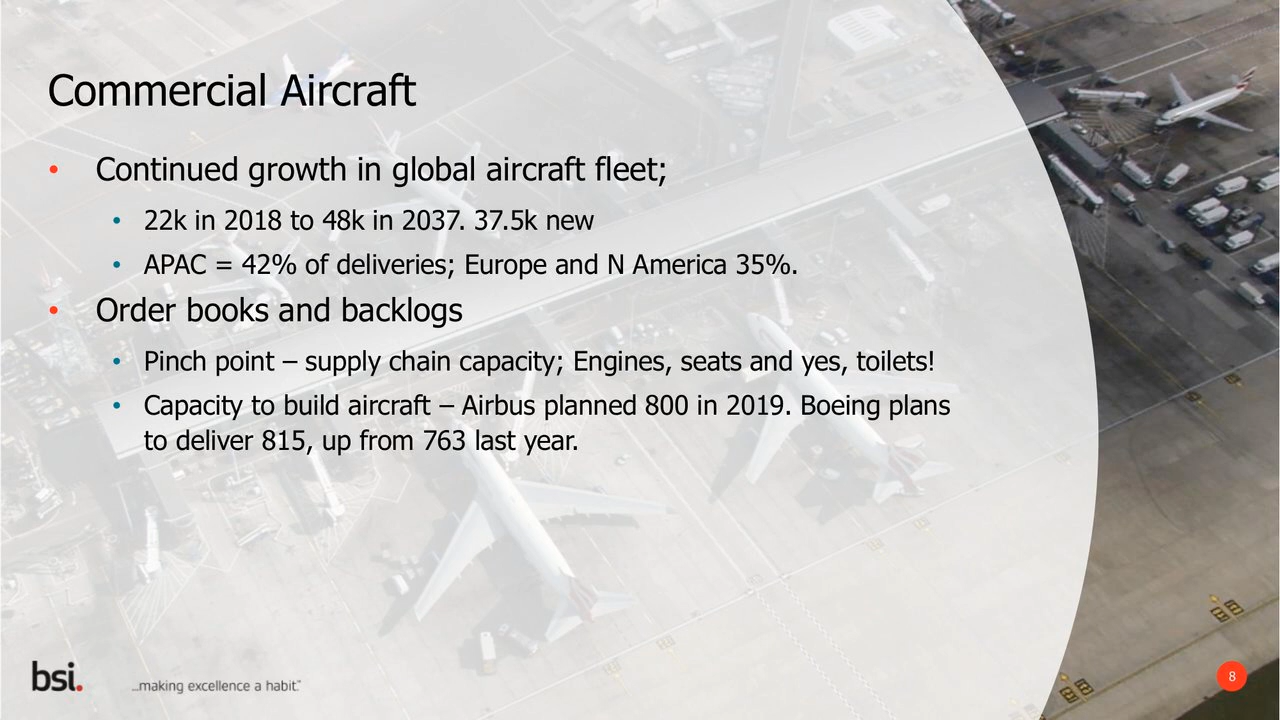 Commercial Aircraft
• Continued growth in global aircraft fleet;
• 22k in 2018 to 48k in 2037. 37.5k new
• APAC = 42% of deliveries; Europe and N America 35%.
• Order books and backlogs
• Pinch point – supply chain capacity; Engines, seats and yes, toilets!
• Capacity to build aircraft – Airbus planned 800 in 2019. Boeing plans
to deliver 815, up from 763 last year.
bsi. ...making excellence a habit.™
8